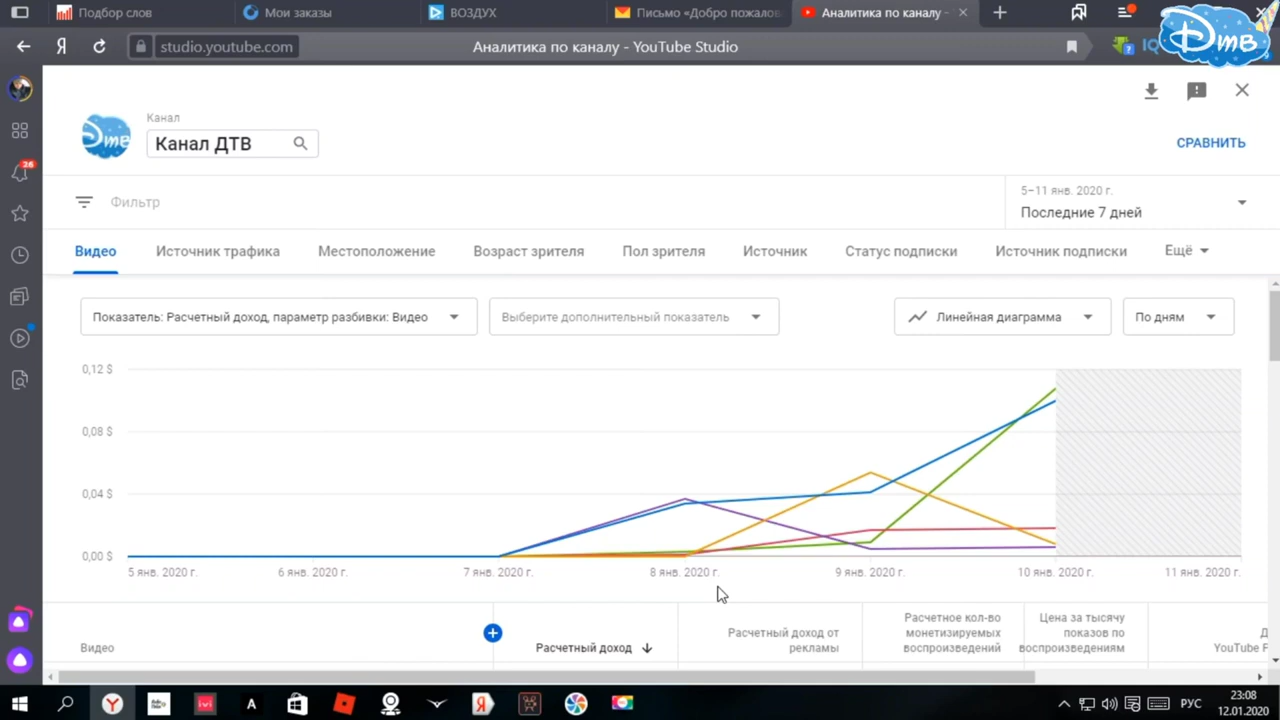 Подбор слов
Мои заказы
ВОЗДУХ
Письмо «Добро пожалов
Аналитика по каналу -
Я
studio.youtube.com
Аналитика по каналу - YouTube Studio
IQ
Дтв
26
Дтв
Канал
Канал ДТВ
СРАВНИТЬ
Фильтр
5–11 янв. 2020 г.
Последние 7 дней
Видео
Источник трафика
Местоположение
Возраст зрителя
Пол зрителя
Источник
Статус подписки
Источник подписки
Ещё
Показатель: Расчетный доход, параметр разбивки: Видео
Выберите дополнительный показатель
Линейная диаграмма
По дням
0,12 $
0,08 $
0,04 $
0,00 $
5 янв. 2020 г.
6 янв. 2020 г.
7 янв. 2020 г.
8 янв. 2020 г.
9 янв. 2020 г.
10 янв. 2020 г.
11 янв. 2020 г.
Видео
Расчетный доход
Расчетный доход от
рекламы
Расчетное кол-во
монетизируемых
воспроизведений
Цена за тысячу
показов по
воспроизведениям
Д
YouTube P
ivi
A
Я
РУС
23:08
12.01.2020